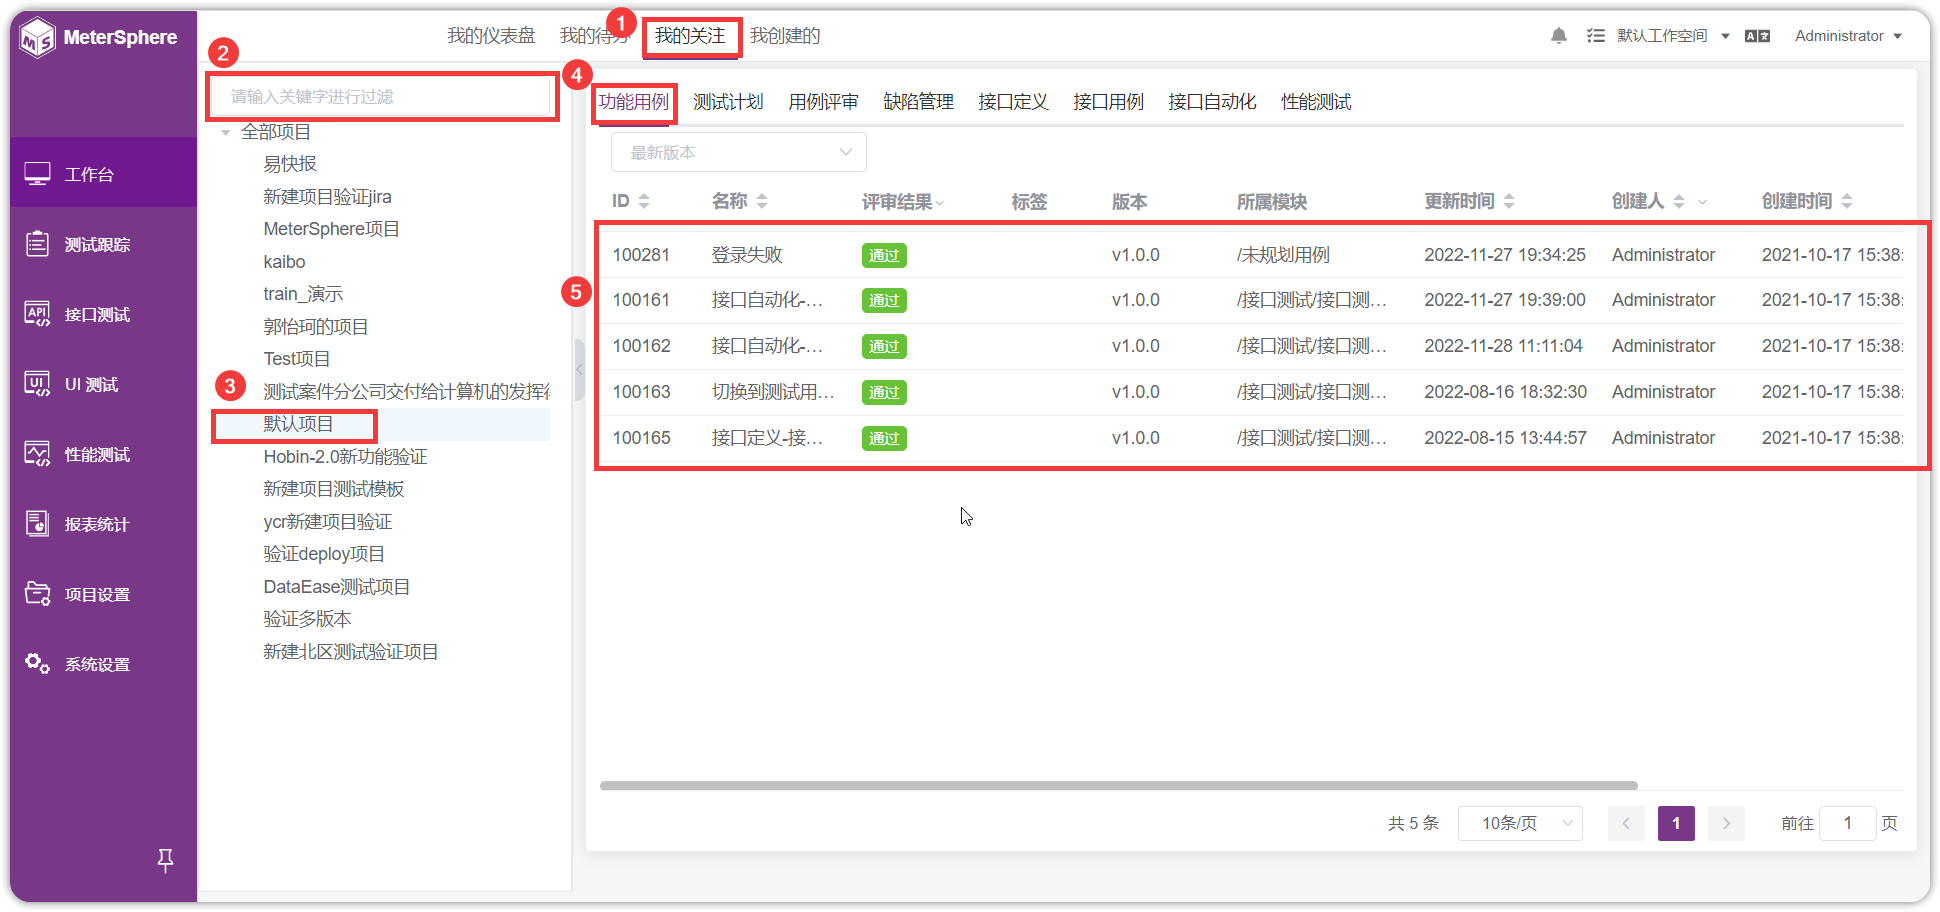 MeterSphere
我的仪表盘 我的待办 1 我的关注 我创建的
默认工作空间 Administrator
工作台
测试跟踪
API 接口测试
UI UI 测试
性能测试
报表统计
项目设置
系统设置
2
请输入关键字进行过滤
全部项目
易快报
新建项目验证jira
MeterSphere项目
kaibo
train_演示
郭怡珂的项目
Test项目
测试案件分公司交付给计算机的发挥
3
默认项目
Hobin-2.0新功能验证
新建项目测试模板
ycr新建项目验证
验证deploy项目
DataEase测试项目
验证多版本
新建北区测试验证项目
4
功能用例 测试计划 用例评审 缺陷管理 接口定义 接口用例 接口自动化 性能测试
最新版本
ID 名称 评审结果 标签 版本 所属模块 更新时间 创建人 创建时间
5
100281 登录失败 通过 v1.0.0 /未规划用例 2022-11-27 19:34:25 Administrator 2021-10-17 15:38:
100161 接口自动化-... 通过 v1.0.0 /接口测试/接口测... 2022-11-27 19:39:00 Administrator 2021-10-17 15:38:
100162 接口自动化-... 通过 v1.0.0 /接口测试/接口测... 2022-11-28 11:11:04 Administrator 2021-10-17 15:38:
100163 切换到测试用... 通过 v1.0.0 /接口测试/接口测... 2022-08-16 18:32:30 Administrator 2021-10-17 15:38:
100165 接口定义-接... 通过 v1.0.0 /接口测试/接口测... 2022-08-15 13:44:57 Administrator 2021-10-17 15:38:
共 5 条 10条/页 1 前往 1 页